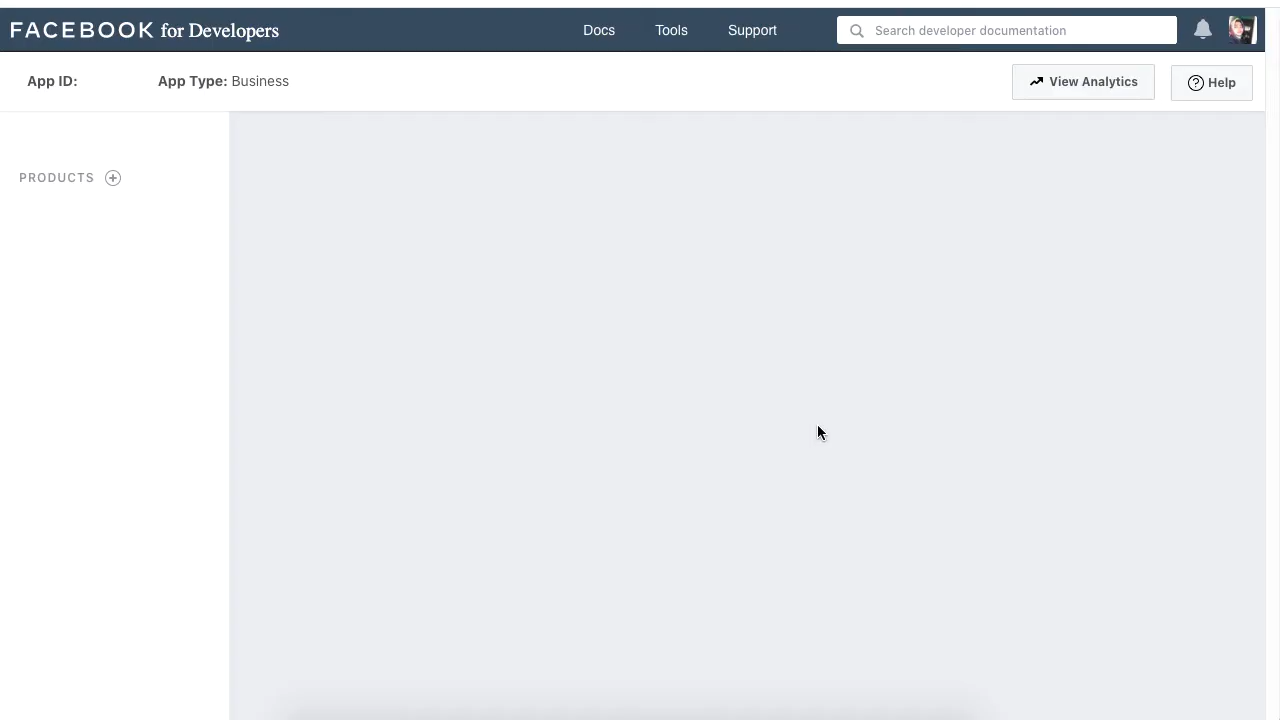 FACEBOOK for Developers
Docs
Tools
Support
Search developer documentation
App ID:
App Type: Business
View Analytics
Help
PRODUCTS